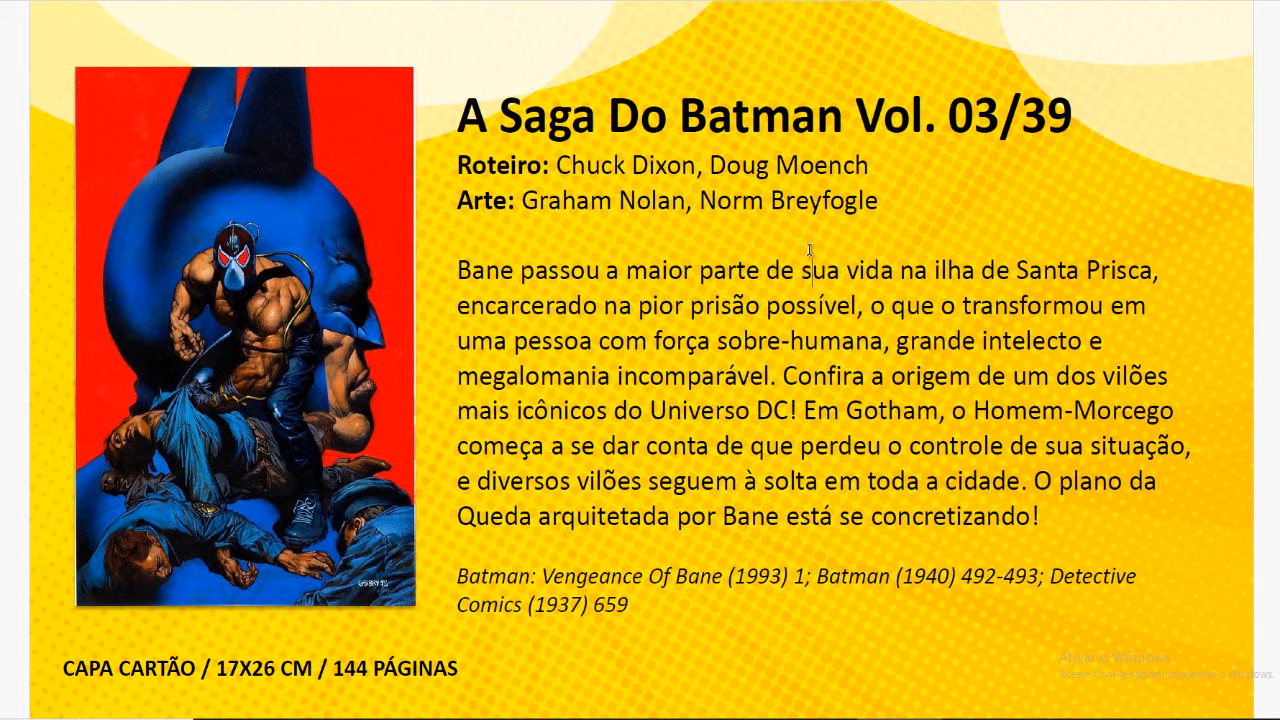 A Saga Do Batman Vol. 03/39
Roteiro: Chuck Dixon, Doug Moench
Arte: Graham Nolan, Norm Breyfogle
Bane passou a maior parte de sua vida na ilha de Santa Prisca,
encarcerado na pior prisão possível, o que o transformou em
uma pessoa com força sobre-humana, grande intelecto e
megalomania incomparável. Confira a origem de um dos vilões
mais icônicos do Universo DC! Em Gotham, o Homem-Morcego
começa a se dar conta de que perdeu o controle de sua situação,
e diversos vilões seguem à solta em toda a cidade. O plano da
Queda arquitetada por Bane está se concretizando!
Batman: Vengeance Of Bane (1993) 1; Batman (1940) 492-493; Detective
Comics (1937) 659
CAPA CARTÃO / 17X26 CM / 144 PÁGINAS
Ativar o Windows
Acesse Configurações para ativar o Windows.